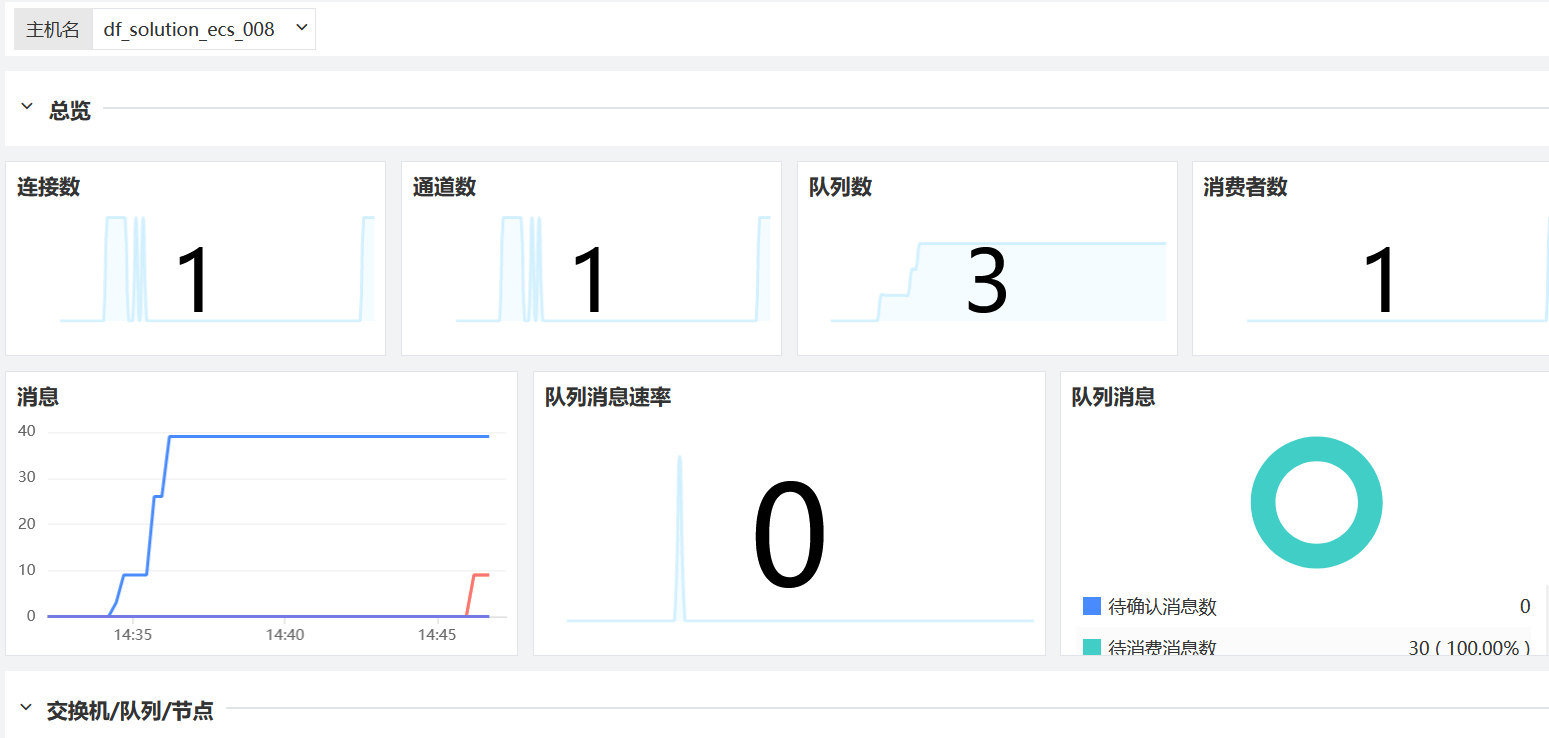 主机名 df_solution_ecs_008
总览
连接数
1
通道数
1
队列数
3
消费者数
1
消息
40
30
20
10
0
14:35 14:40 14:45
队列消息速率
0
队列消息
待确认消息数 0
待消费消息数 30 ( 100.00% )
交换机/队列/节点